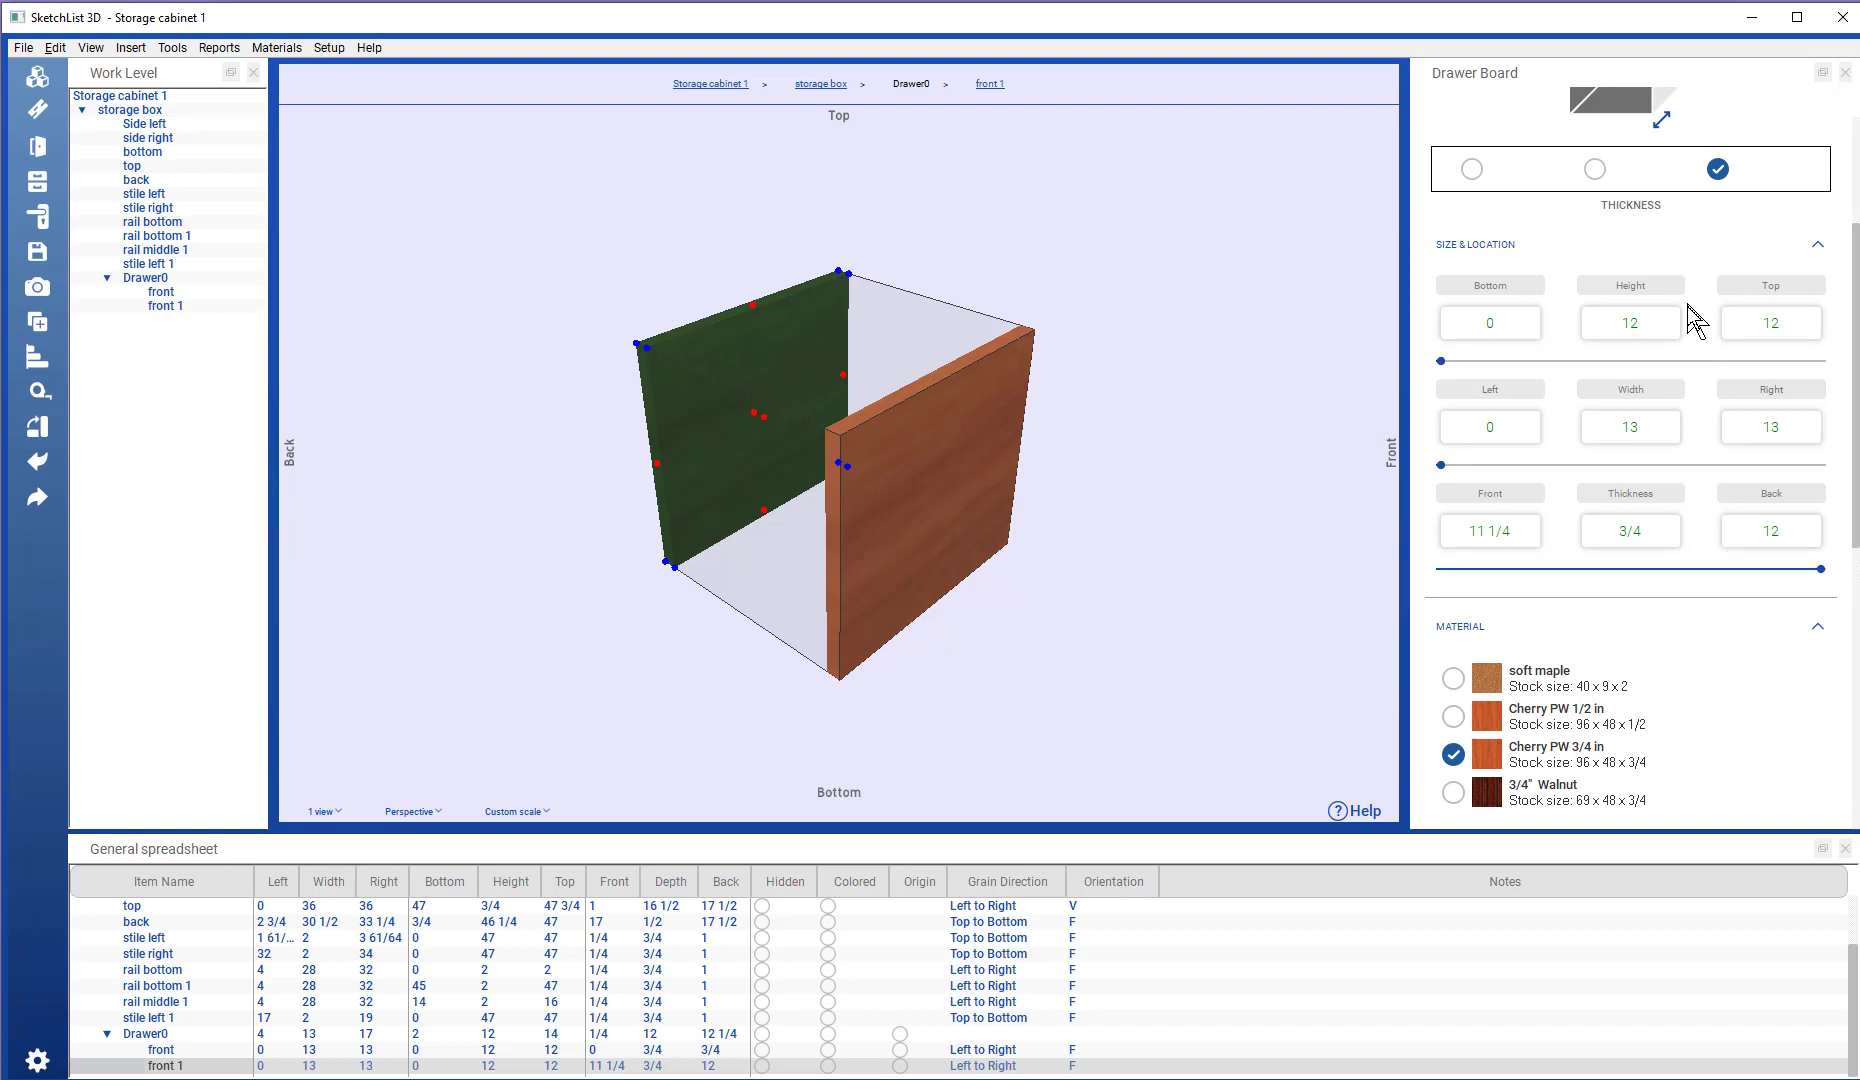 SketchList 3D - Storage cabinet 1
File Edit View Insert Tools Reports Materials Setup Help
Work Level
Storage cabinet 1
storage box
Side left
side right
bottom
top
back
stile left
stile right
rail bottom
rail bottom 1
rail middle 1
stile left 1
Drawer0
front
front 1
Storage cabinet 1 > storage box > Drawer0 > front 1
Top
Back
Front
Bottom
1 view Perspective Custom scale
? Help
Drawer Board
THICKNESS
SIZE & LOCATION
Bottom Height Top
0 12 12
Left Width Right
0 13 13
Front Thickness Back
11 1/4 3/4 12
MATERIAL
soft maple
Stock size: 40 x 9 x 2
Cherry PW 1/2 in
Stock size: 96 x 48 x 1/2
Cherry PW 3/4 in
Stock size: 96 x 48 x 3/4
3/4" Walnut
Stock size: 69 x 48 x 3/4
General spreadsheet
Item Name Left Width Right Bottom Height Top Front Depth Back Hidden Colored Origin Grain Direction Orientation Notes
top 0 36 36 47 3/4 47 3/4 1 16 1/2 17 1/2 Left to Right V
back 2 3/4 30 1/2 33 1/4 3/4 46 1/4 47 17 1/2 17 1/2 Top to Bottom F
stile left 1 61/... 2 3 61/64 0 47 47 1/4 3/4 1 Top to Bottom F
stile right 32 2 34 0 47 47 1/4 3/4 1 Top to Bottom F
rail bottom 4 28 32 0 2 2 1/4 3/4 1 Left to Right F
rail bottom 1 4 28 32 45 2 47 1/4 3/4 1 Left to Right F
rail middle 1 4 28 32 14 2 16 1/4 3/4 1 Left to Right F
stile left 1 17 2 19 0 47 47 1/4 3/4 1 Top to Bottom F
Drawer0 4 13 17 2 12 14 1/4 12 12 1/4
front 0 13 13 0 12 12 0 3/4 3/4 Left to Right F
front 1 0 13 13 0 12 12 11 1/4 3/4 12 Left to Right F